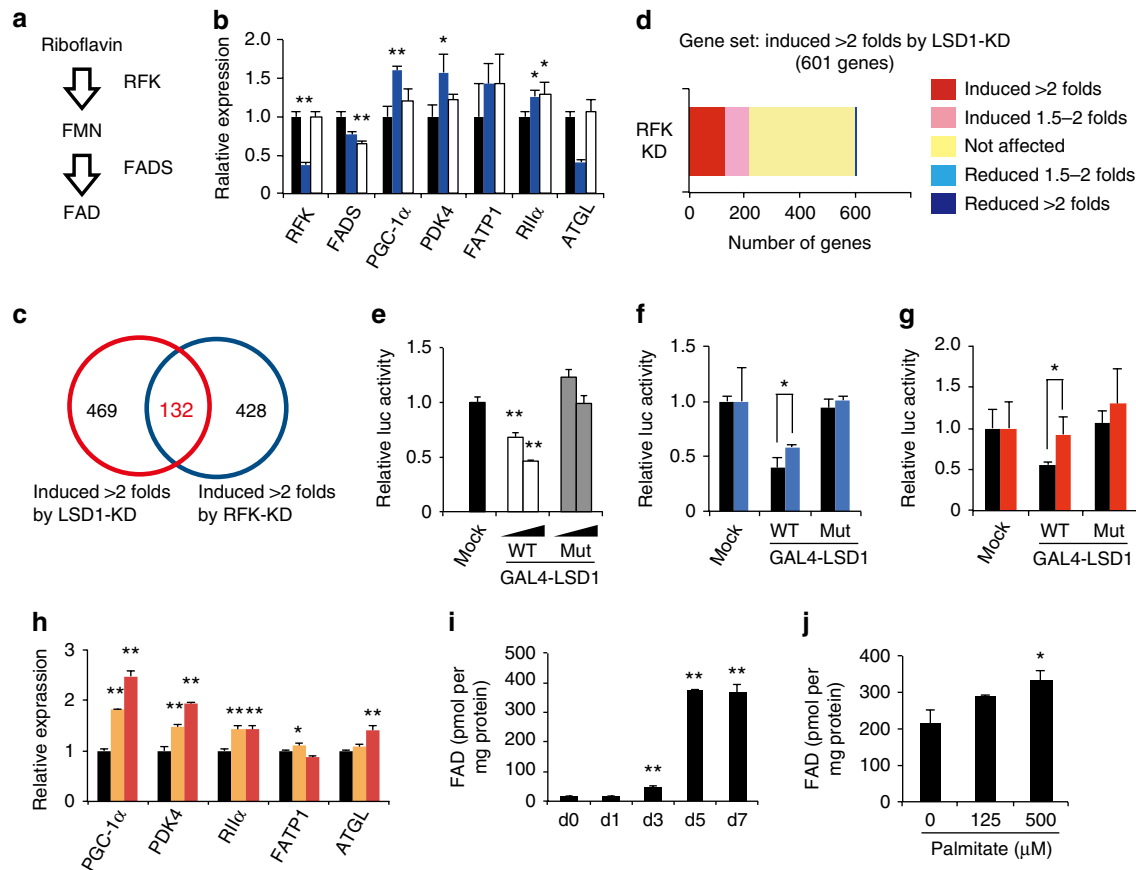 a
Riboflavin
RFK
FMN
FADS
FAD
b
Ralative expression
2.0
1.5
1.0
0.5
0
** ** ** * * *
RFK
FADS
PGC-1α
PDK4
FATP1
RIIα
ATGL
d
Gene set: induced >2 folds by LSD1-KD
(601 genes)
RFK
KD
0 200 400 600
Number of genes
Induced >2 folds
Induced 1.5–2 folds
Not affected
Reduced 1.5–2 folds
Reduced >2 folds
c
469 132 428
Induced >2 folds
by LSD1-KD
Induced >2 folds
by RFK-KD
e
Relative luc activity
1.5
1.0
0.5
0
**
**
Mock
WT Mut
GAL4-LSD1
f
Relative luc activity
1.5
1.0
0.5
0
*
Mock
WT Mut
GAL4-LSD1
g
Relative luc activity
2.0
1.5
1.0
0.5
0
*
Mock
WT Mut
GAL4-LSD1
h
Relative exprassion
3
2
1
0
** ** ** ** **** * **
PGC-1α
PDK4
RIIα
FATP1
ATGL
i
FAD (pmol per
mg protein)
500
400
300
200
100
0
** ** **
d0 d1 d3 d5 d7
j
FAD (pmol per
mg protein)
400
300
200
100
0
*
0 125 500
Palmitate (μM)